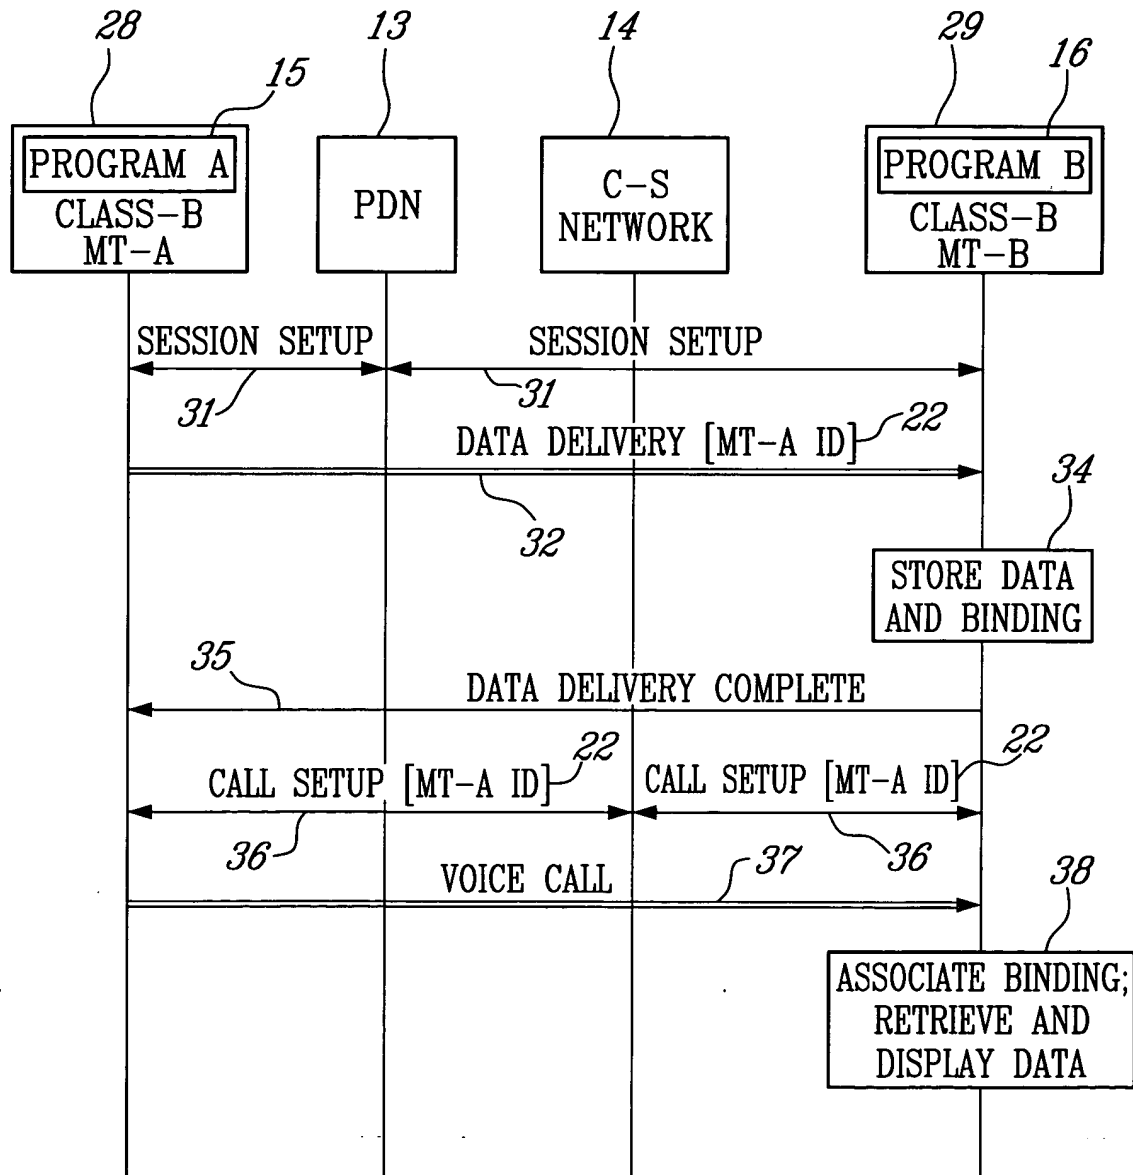 28
13
14
29
15
16
PROGRAM A
CLASS-B
MT-A
PDN
C-S
NETWORK
PROGRAM B
CLASS-B
MT-B
SESSION SETUP
SESSION SETUP
31
31
DATA DELIVERY [MT-A ID]
22
32
34
STORE DATA
AND BINDING
35
DATA DELIVERY COMPLETE
CALL SETUP [MT-A ID]
22
CALL SETUP [MT-A ID]
22
36
36
VOICE CALL
37
38
ASSOCIATE BINDING;
RETRIEVE AND
DISPLAY DATA